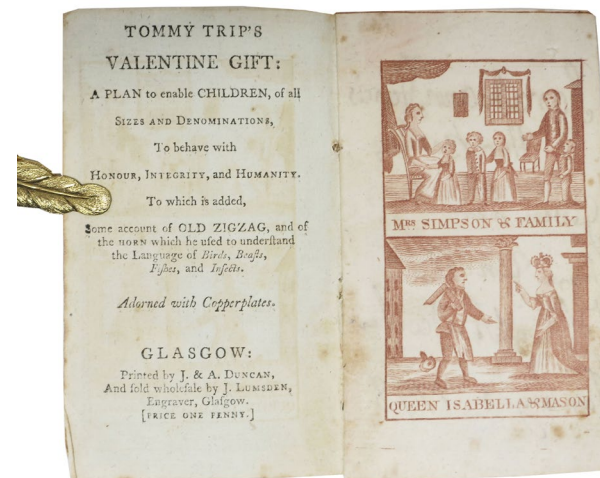 TOMMY TRIP'S
VALENTINE GIFT:
A PLAN to enable CHILDREN, of all
SIZES AND DENOMINATIONS,
To behave with
HONOUR, INTEGRITY, and HUMANITY.
To which is added,
Some account of OLD ZIGZAG, and of
the HORN which he uſed to underſtand
the Language of Birds, Beaſts,
Fiſhes, and Inſects.
Adorned with Copperplates.
GLASGOW:
Printed by J. & A. DUNCAN,
And ſold wholeſale by J. LUMSDEN,
Engraver, Glaſgow.
[PRICE ONE PENNY.]
MRS SIMPSON & FAMILY
QUEEN ISABELLA & MASON